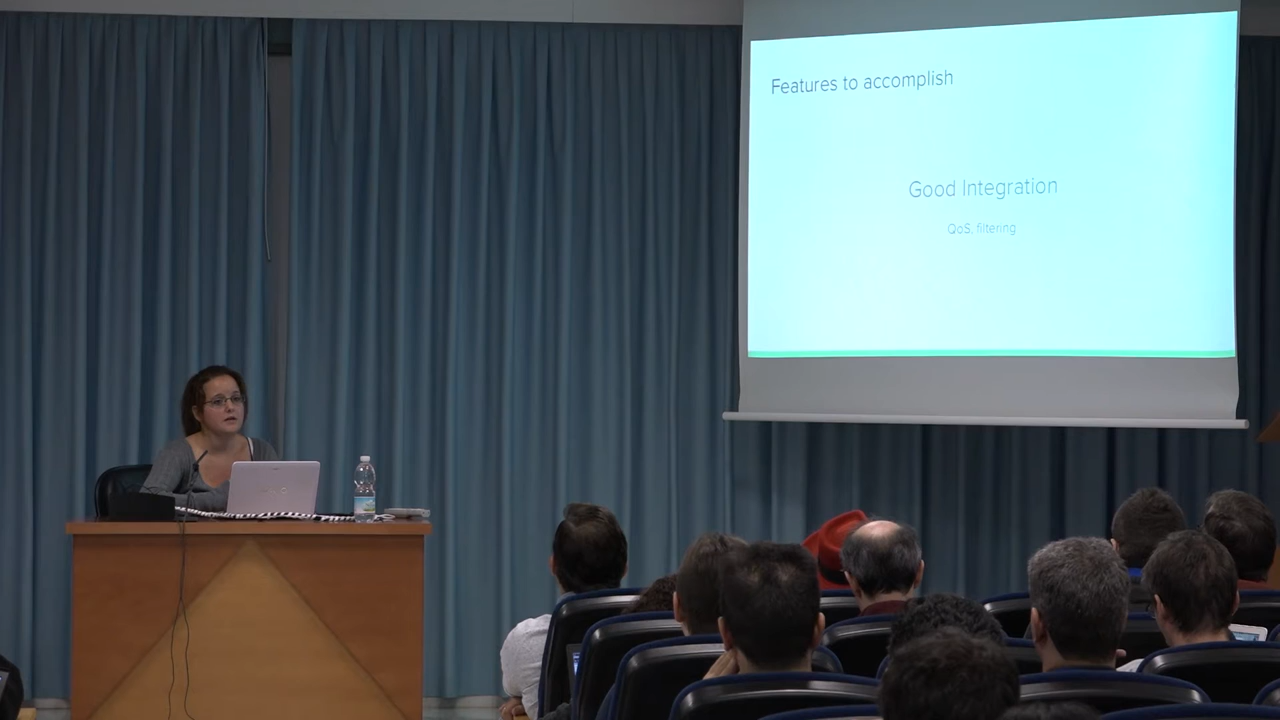 Features to accomplish
Good Integration
QoS, filtering